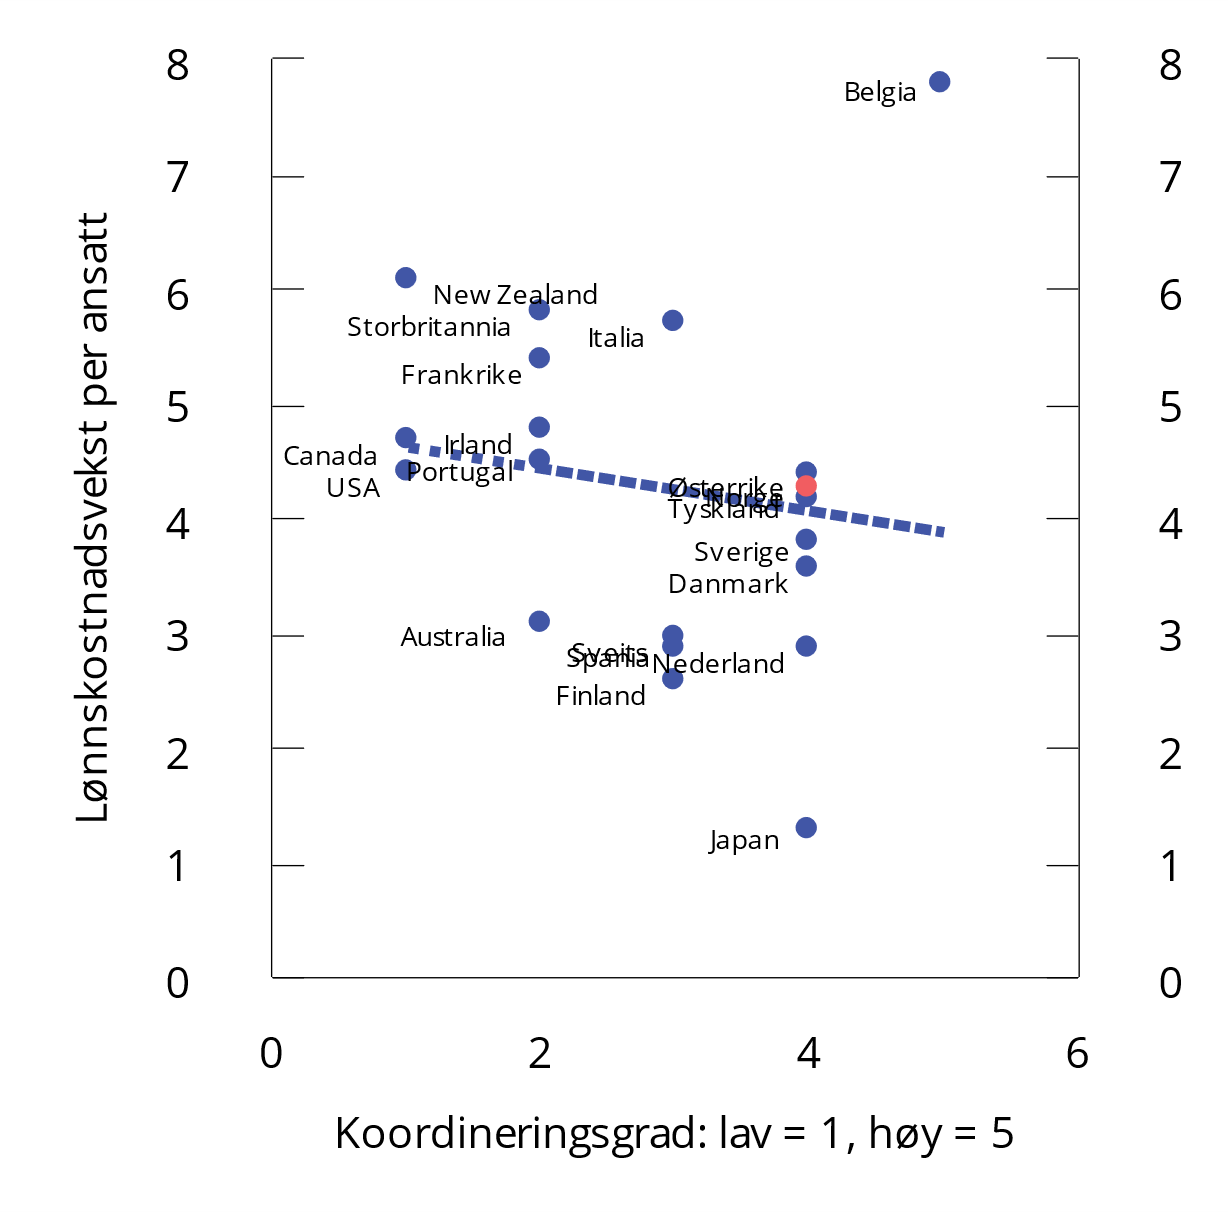 8 8
Belgia
7 7
6 6
New Zealand
Storbritannia
Italia
Frankrike
5 5
Irland
Canada
Portugal
USA
Østerrike
Norge
Tyskland
4 4
Sverige
Danmark
3 3
Australia
Sveits
Spania
Nederland
Finland
2 2
Japan
1 1
0 0
Lønnskostnadsvekst per ansatt
0 2 4 6
Koordineringsgrad: lav = 1, høy = 5